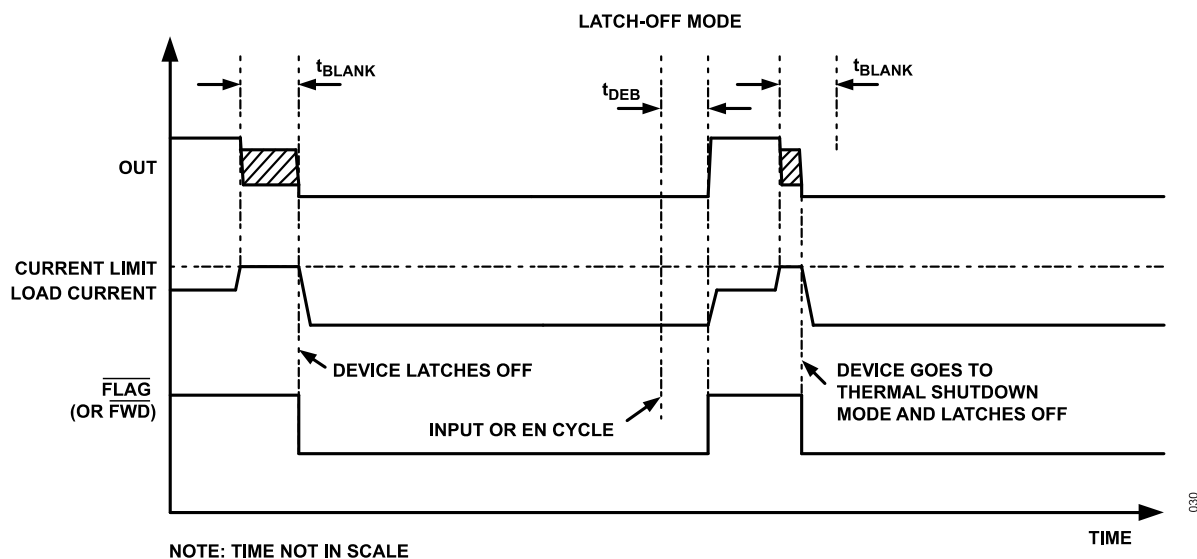 LATCH-OFF MODE
tBLANK
tDEB
tBLANK
OUT
CURRENT LIMIT
LOAD CURRENT
DEVICE LATCHES OFF
DEVICE GOES TO
THERMAL SHUTDOWN
MODE AND LATCHES OFF
FLAG
(OR FWD)
INPUT OR EN CYCLE
TIME
NOTE: TIME NOT IN SCALE
030